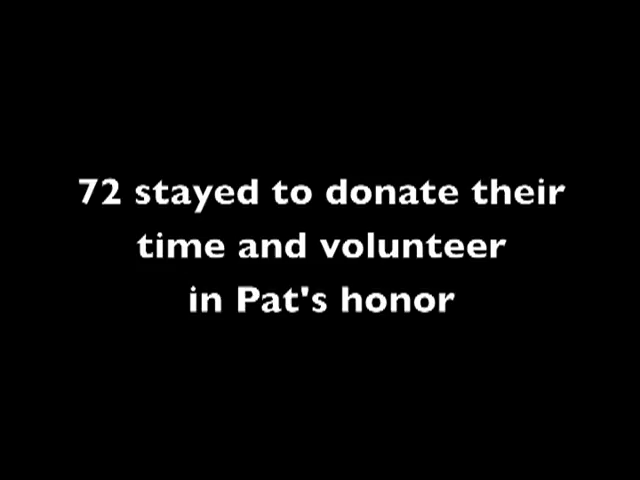 72 stayed to donate their
time and volunteer
in Pat's honor